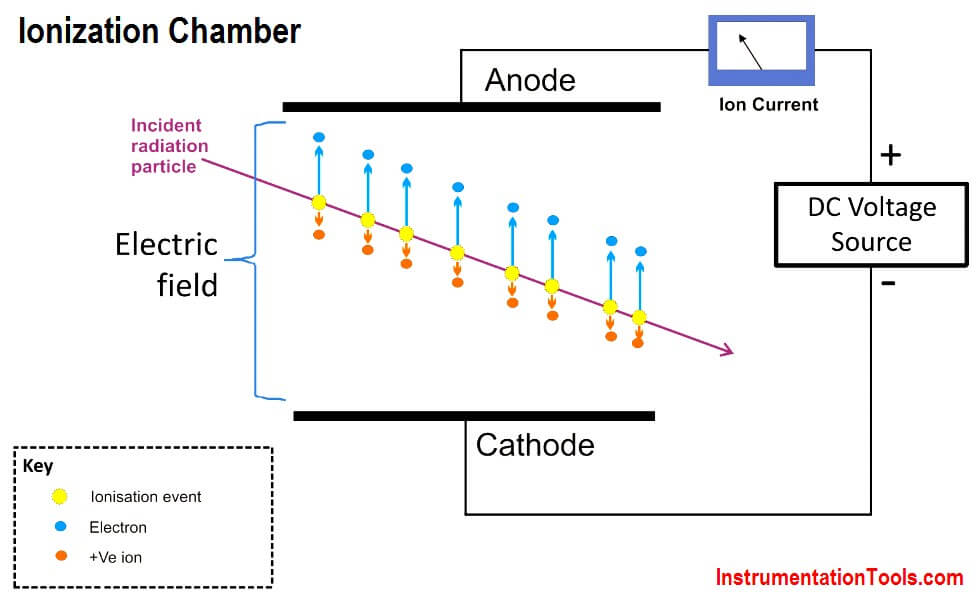 Ionization Chamber
Anode
Ion Current
Incident
radiation
particle
+
DC Voltage
Source
-
Electric
field
Cathode
Key
Ionisation event
Electron
+Ve ion
InstrumentationTools.com